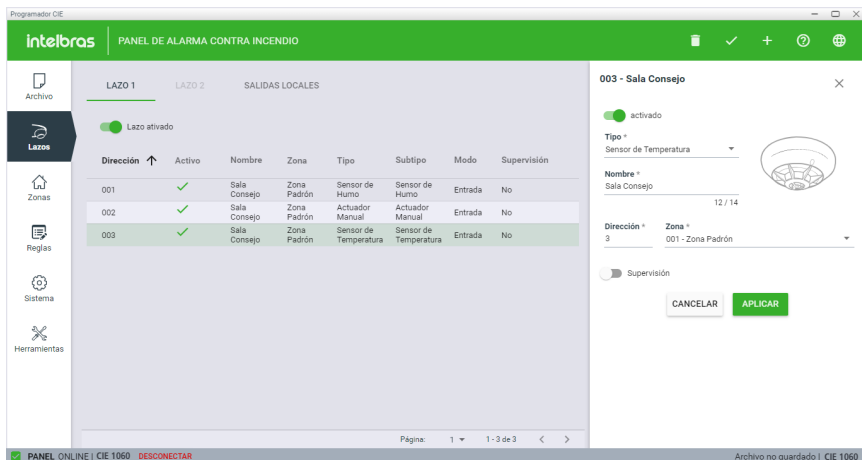 Programador CIE
intelbras
PANEL DE ALARMA CONTRA INCENDIO
Archivo
Lazos
Zonas
Reglas
Sistema
Herramientas
LAZO 1 LAZO 2 SALIDAS LOCALES
Lazo ativado
Dirección Activo Nombre Zona Tipo Subtipo Modo Supervisión
001 Sala Consejo Zona Padrón Sensor de Humo Sensor de Humo Entrada No
002 Sala Consejo Zona Padrón Actuador Manual Actuador Manual Entrada No
003 Sala Consejo Zona Padrón Sensor de Temperatura Sensor de Temperatura Entrada No
Página: 1 1 - 3 de 3
003 - Sala Consejo
activado
Tipo *
Sensor de Temperatura
Nombre *
Sala Consejo
12 / 14
Dirección * Zona *
3 001 - Zona Padrón
Supervisión
CANCELAR APLICAR
PANEL ONLINE | CIE 1060 DESCONECTAR
Archivo no guardado | CIE 1060